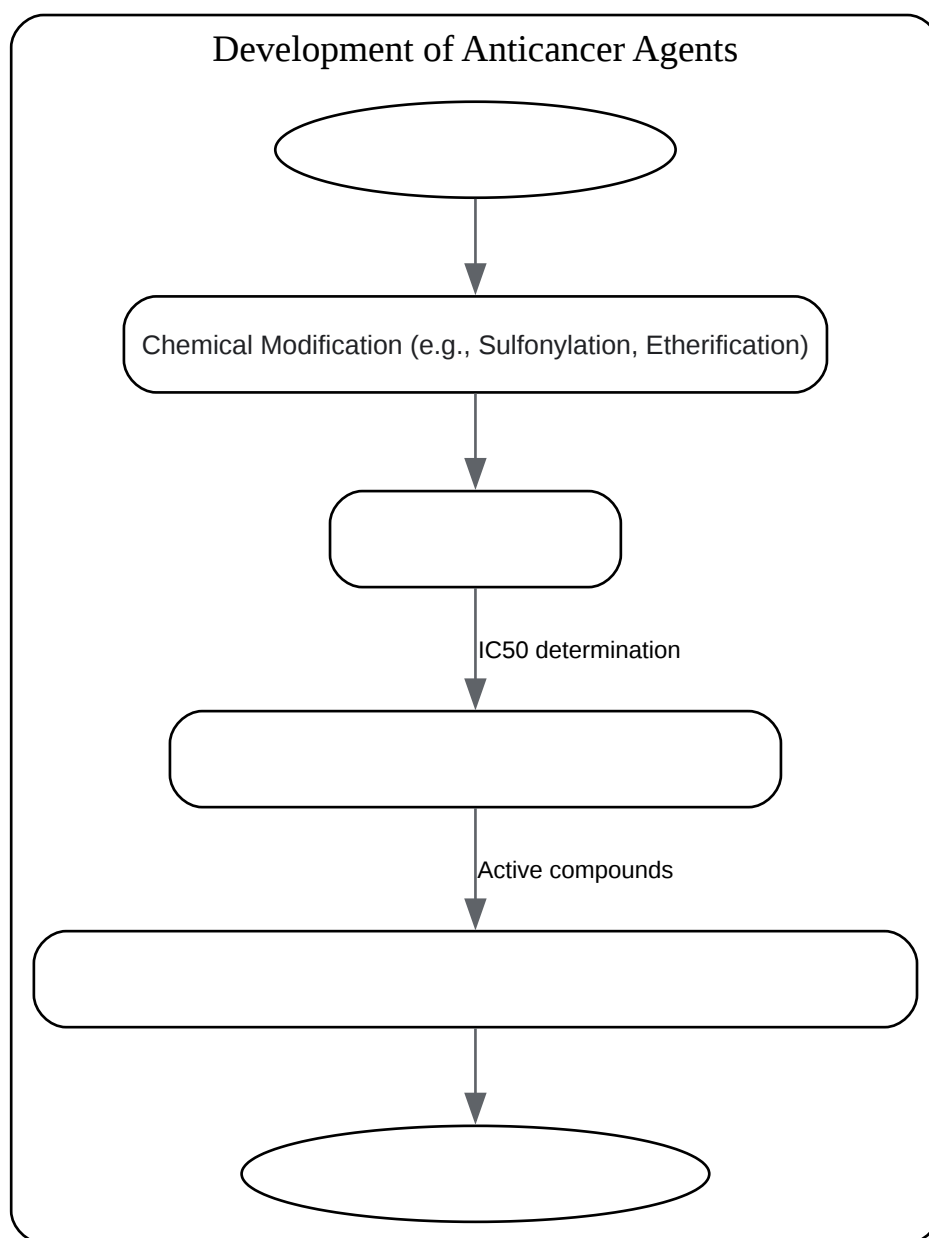 Development of Anticancer Agents
Chemical Modification (e.g., Sulfonylation, Etherification)
IC50 determination
Active compounds